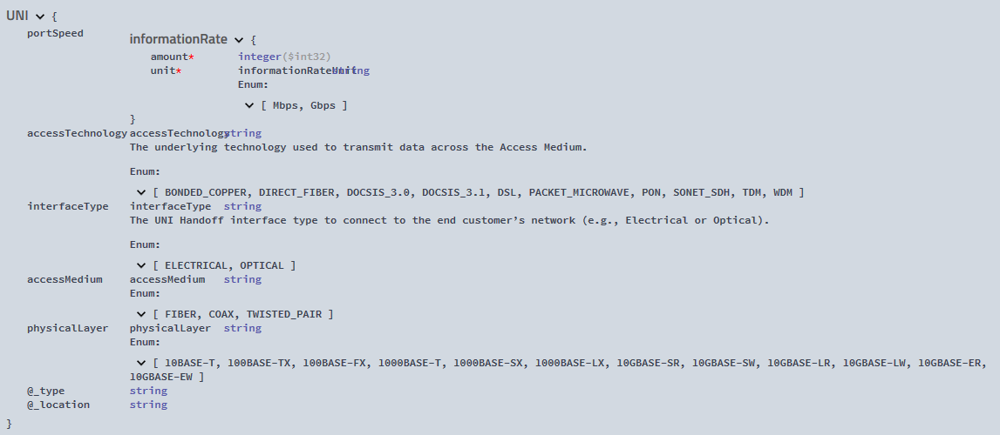 UNI {
portSpeed
informationRate {
amount* integer($int32)
unit* informationRateUnitstring
Enum:
[ Mbps, Gbps ]
}
accessTechnology accessTechnologystring
The underlying technology used to transmit data across the Access Medium.
Enum:
[ BONDED_COPPER, DIRECT_FIBER, DOCSIS_3.0, DOCSIS_3.1, DSL, PACKET_MICROWAVE, PON, SONET_SDH, TDM, WDM ]
interfaceType interfaceType string
The UNI Handoff interface type to connect to the end customer’s network (e.g., Electrical or Optical).
Enum:
[ ELECTRICAL, OPTICAL ]
accessMedium accessMedium string
Enum:
[ FIBER, COAX, TWISTED_PAIR ]
physicalLayer physicalLayer string
Enum:
[ 10BASE-T, 100BASE-TX, 100BASE-FX, 1000BASE-T, 1000BASE-SX, 1000BASE-LX, 10GBASE-SR, 10GBASE-SW, 10GBASE-LR, 10GBASE-LW, 10GBASE-ER,
10GBASE-EW ]
@_type string
@_location string
}